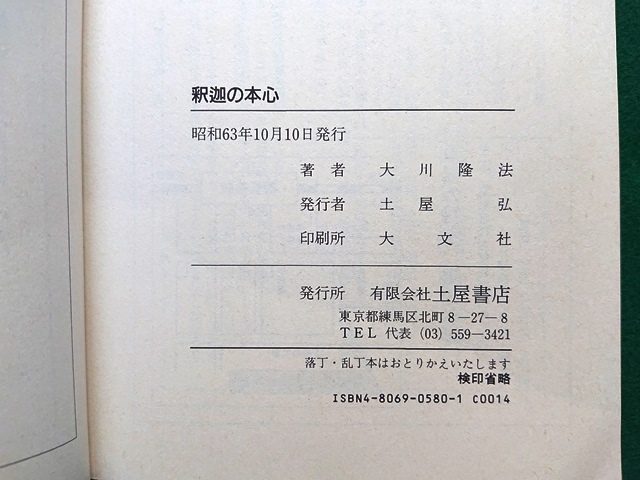 釈迦の本心
昭和63年10月10日発行
著者 大川隆法
発行者 土屋弘
印刷所 大文社
発行所 有限会社土屋書店
東京都練馬区北町8―27―8
TEL 代表 (03) 559―3421
落丁・乱丁本はおとりかえいたします
検印省略
ISBN4-8069-0580-1 C0014